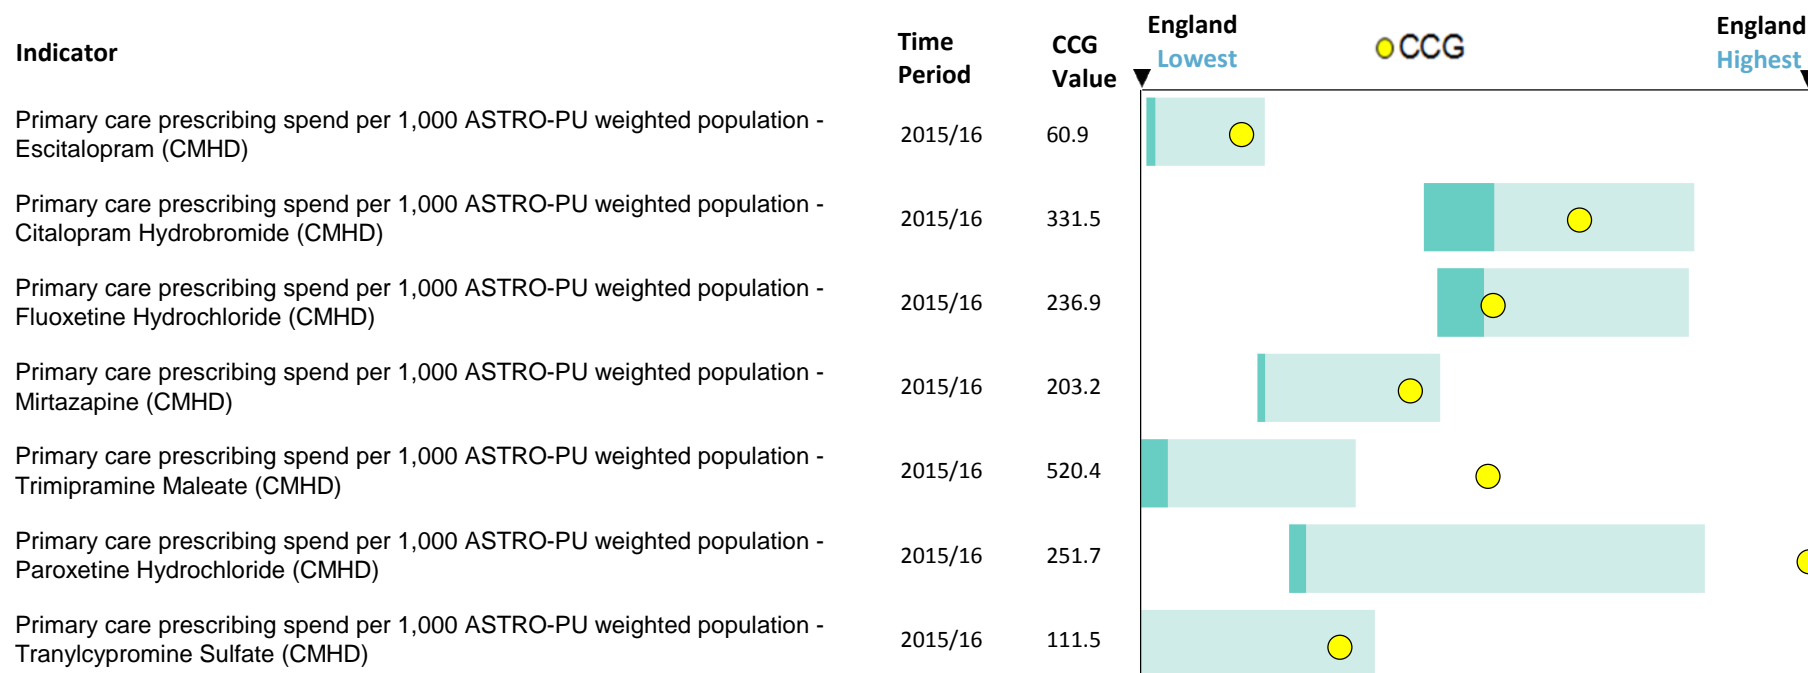 Indicator
Time
Period
CCG
Value
England
Lowest
CCG
England
Highest
Primary care prescribing spend per 1,000 ASTRO-PU weighted population -
Escitalopram (CMHD)
2015/16
60.9
Primary care prescribing spend per 1,000 ASTRO-PU weighted population -
Citalopram Hydrobromide (CMHD)
2015/16
331.5
Primary care prescribing spend per 1,000 ASTRO-PU weighted population -
Fluoxetine Hydrochloride (CMHD)
2015/16
236.9
Primary care prescribing spend per 1,000 ASTRO-PU weighted population -
Mirtazapine (CMHD)
2015/16
203.2
Primary care prescribing spend per 1,000 ASTRO-PU weighted population -
Trimipramine Maleate (CMHD)
2015/16
520.4
Primary care prescribing spend per 1,000 ASTRO-PU weighted population -
Paroxetine Hydrochloride (CMHD)
2015/16
251.7
Primary care prescribing spend per 1,000 ASTRO-PU weighted population -
Tranylcypromine Sulfate (CMHD)
2015/16
111.5